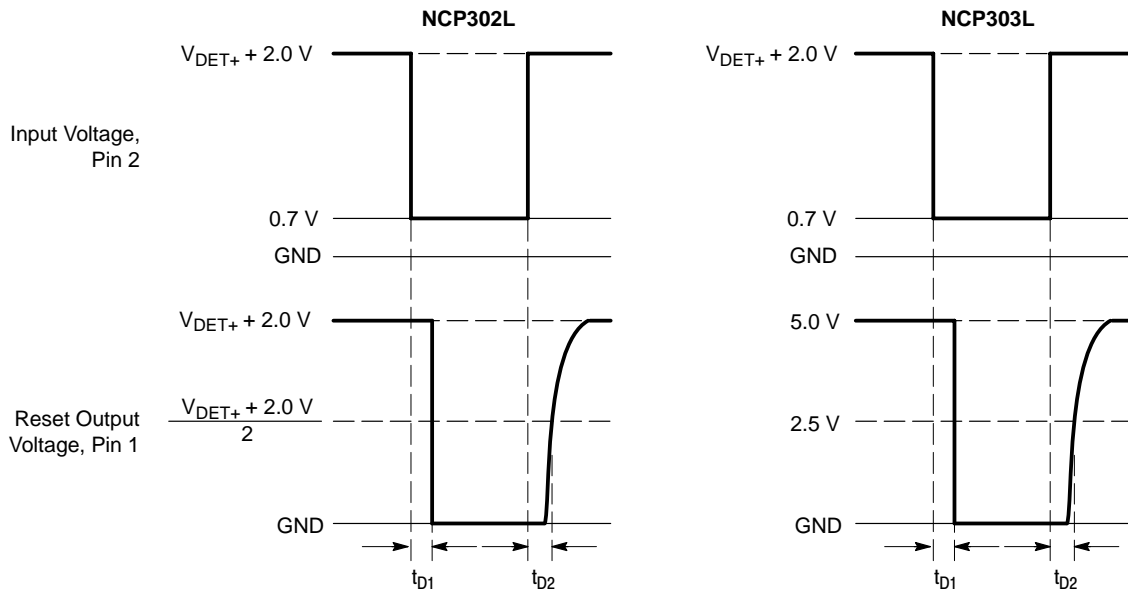 NCP302L
NCP303L
V_DET+ + 2.0 V
V_DET+ + 2.0 V
Input Voltage,
Pin 2
0.7 V
0.7 V
GND
GND
V_DET+ + 2.0 V
5.0 V
Reset Output
Voltage, Pin 1
V_DET+ + 2.0 V
2
2.5 V
GND
GND
t_D1
t_D2
t_D1
t_D2